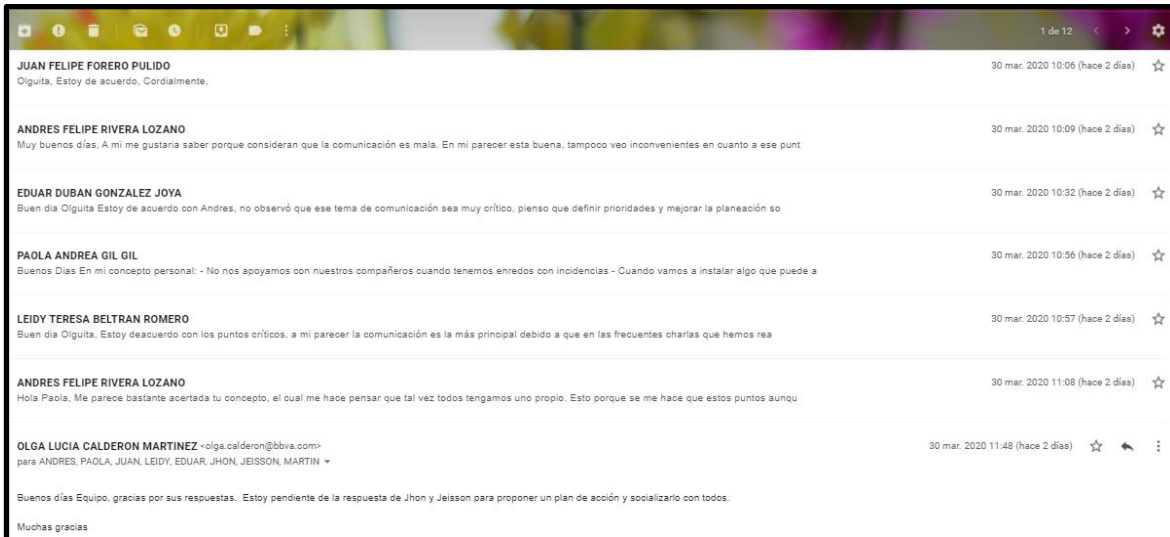 1 de 12
JUAN FELIPE FORERO PULIDO
30 mar. 2020 10:06 (hace 2 días)
Olguita, Estoy de acuerdo, Cordialmente,
ANDRES FELIPE RIVERA LOZANO
30 mar. 2020 10:09 (hace 2 días)
Muy buenos días, A mi me gustaria saber porque consideran que la comunicación es mala. En mi parecer esta buena, tampoco veo inconvenientes en cuanto a ese punt
EDUAR DUBAN GONZALEZ JOYA
30 mar. 2020 10:32 (hace 2 días)
Buen dia Olguita Estoy de acuerdo con Andres, no observó que ese tema de comunicación sea muy crítico, pienso que definir prioridades y mejorar la planeación so
PAOLA ANDREA GIL GIL
30 mar. 2020 10:56 (hace 2 días)
Buenos Dias En mi concepto personal: - No nos apoyamos con nuestros compañeros cuando tenemos enredos con incidencias - Cuando vamos a instalar algo que puede a
LEIDY TERESA BELTRAN ROMERO
30 mar. 2020 10:57 (hace 2 días)
Buen dia Olguita, Estoy deacuerdo con los puntos críticos, a mi parecer la comunicación es la más principal debido a que en las frecuentes charlas que hemos rea
ANDRES FELIPE RIVERA LOZANO
30 mar. 2020 11:08 (hace 2 días)
Hola Paola, Me parece bastante acertada tu concepto, el cual me hace pensar que tal vez todos tengamos uno propio. Esto porque se me hace que estos puntos aunqu
OLGA LUCIA CALDERON MARTINEZ <olga.calderon@bbva.com>
30 mar. 2020 11:48 (hace 2 días)
para ANDRES, PAOLA, JUAN, LEIDY, EDUAR, JHON, JEISSON, MARTIN
Buenos días Equipo, gracias por sus respuestas. Estoy pendiente de la respuesta de Jhon y Jeisson para proponer un plan de acción y socializarlo con todos.
Muchas gracias